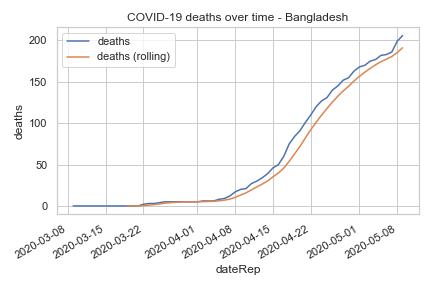 COVID-19 deaths over time - Bangladesh
deaths
deaths (rolling)
200
150
100
50
0
deaths
2020-03-08
2020-03-15
2020-03-22
2020-04-01
2020-04-08
2020-04-15
2020-04-22
2020-05-01
2020-05-08
dateRep